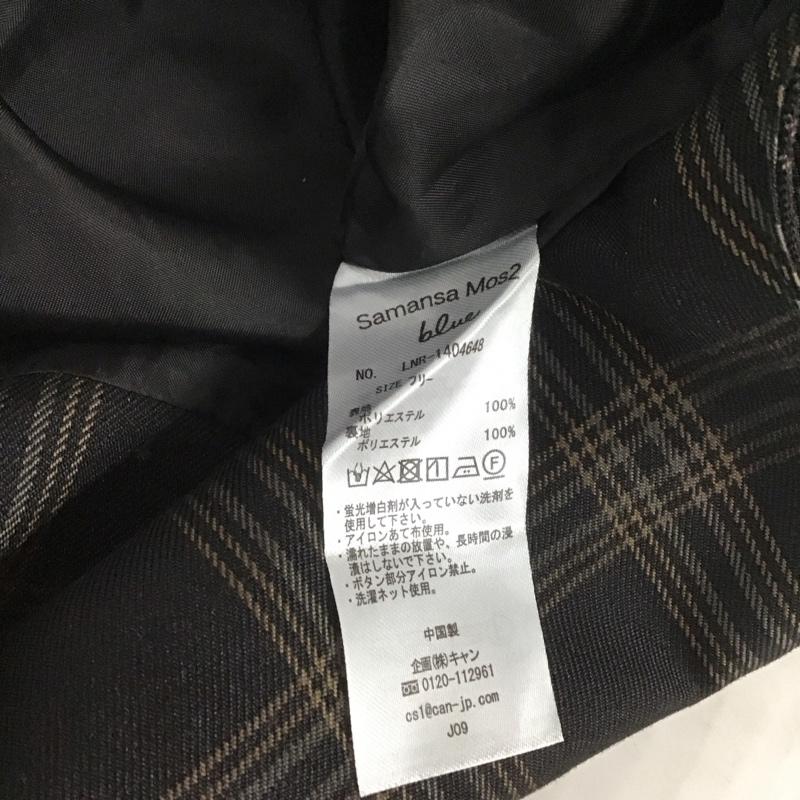 Samansa Mos2
blue
NO. LNR-1404648
SIZE フリー
表地
ポリエステル 100%
裏地
ポリエステル 100%
F
・蛍光増白剤が入っていない洗剤を
使用して下さい。
・アイロンあて布使用。
・濡れたままの放置や、長時間の浸
漬はしないで下さい。
・ボタン部分アイロン禁止。
・洗濯ネット使用。
中国製
企画(株)キャン
0120-112961
cs1@can-jp.com
J09